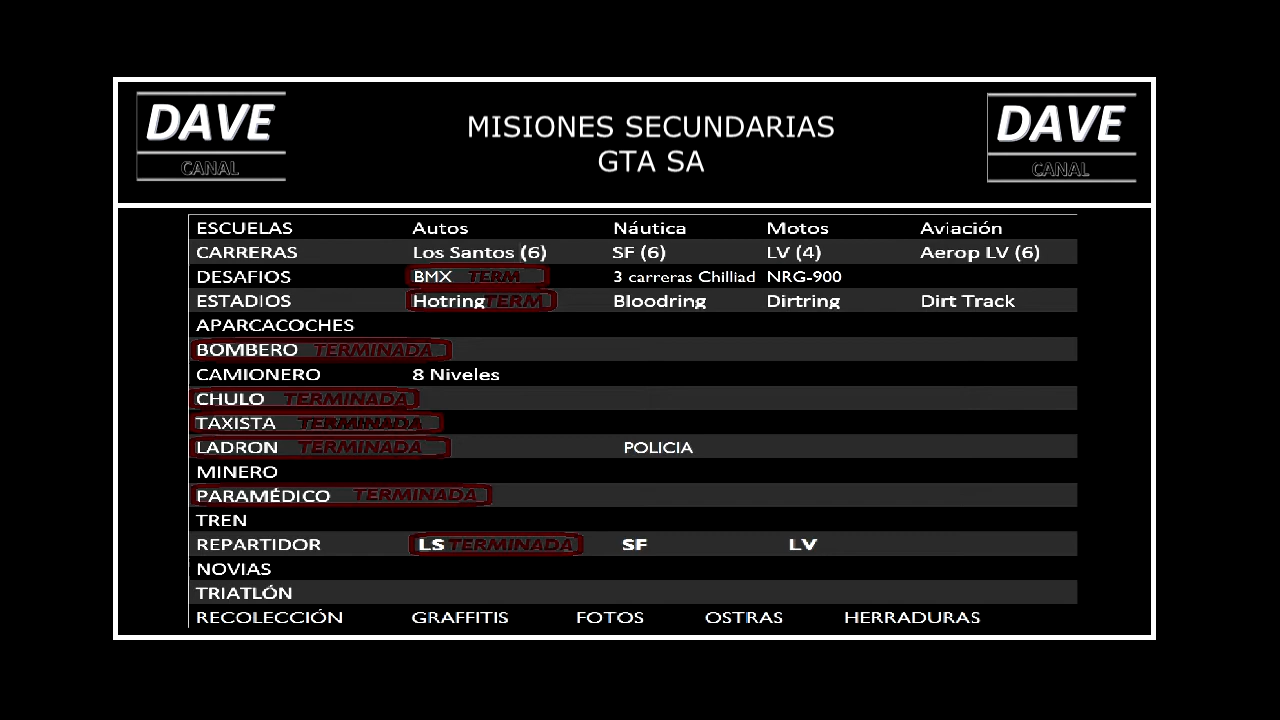 DAVE
CANAL
MISIONES SECUNDARIAS
GTA SA
DAVE
CANAL
ESCUELAS Autos Náutica Motos Aviación
CARRERAS Los Santos (6) SF (6) LV (4) Aerop LV (6)
DESAFIOS BMX TERM 3 carreras Chilliad NRG-900
ESTADIOS Hotring TERM Bloodring Dirtring Dirt Track
APARCACOCHES
BOMBERO TERMINADA
CAMIONERO 8 Niveles
CHULO TERMINADA
TAXISTA TERMINADA
LADRON TERMINADA POLICIA
MINERO
PARAMÉDICO TERMINADA
TREN
REPARTIDOR LS TERMINADA SF LV
NOVIAS
TRIATLÓN
RECOLECCIÓN GRAFFITIS FOTOS OSTRAS HERRADURAS